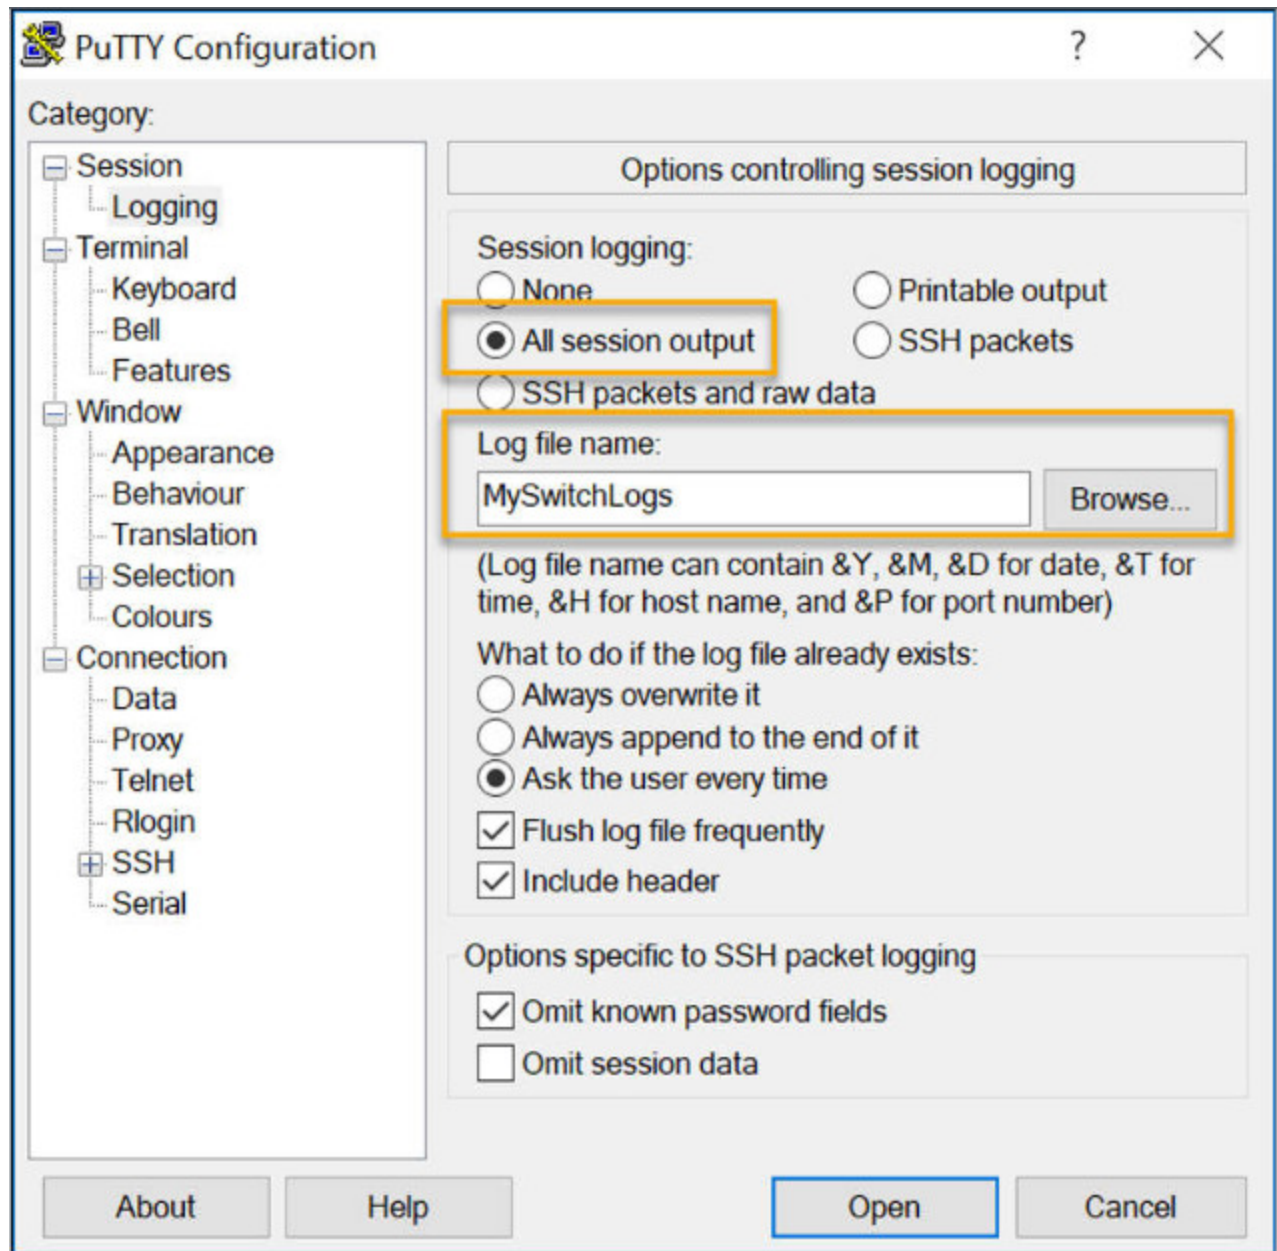 PuTTY Configuration
?
Category:
Session
Logging
Terminal
Keyboard
Bell
Features
Window
Appearance
Behaviour
Translation
Selection
Colours
Connection
Data
Proxy
Telnet
Rlogin
SSH
Serial
Options controlling session logging
Session logging:
None
Printable output
All session output
SSH packets
SSH packets and raw data
Log file name:
MySwitchLogs
Browse...
(Log file name can contain &Y, &M, &D for date, &T for
time, &H for host name, and &P for port number)
What to do if the log file already exists:
Always overwrite it
Always append to the end of it
Ask the user every time
Flush log file frequently
Include header
Options specific to SSH packet logging
Omit known password fields
Omit session data
About
Help
Open
Cancel